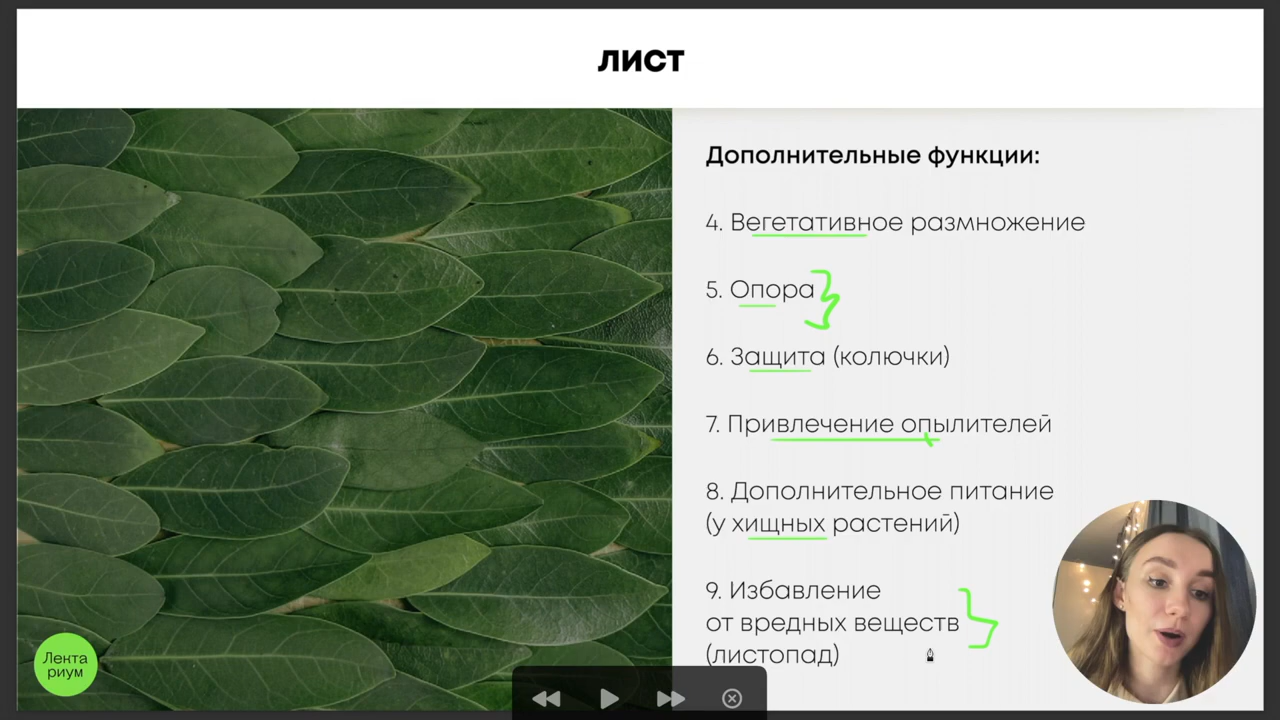 ЛИСТ
Дополнительные функции:
4. Вегетативное размножение
5. Опора
6. Защита (колючки)
7. Привлечение опылителей
8. Дополнительное питание
(у хищных растений)
9. Избавление
от вредных веществ
(листопад)
Лента
риум